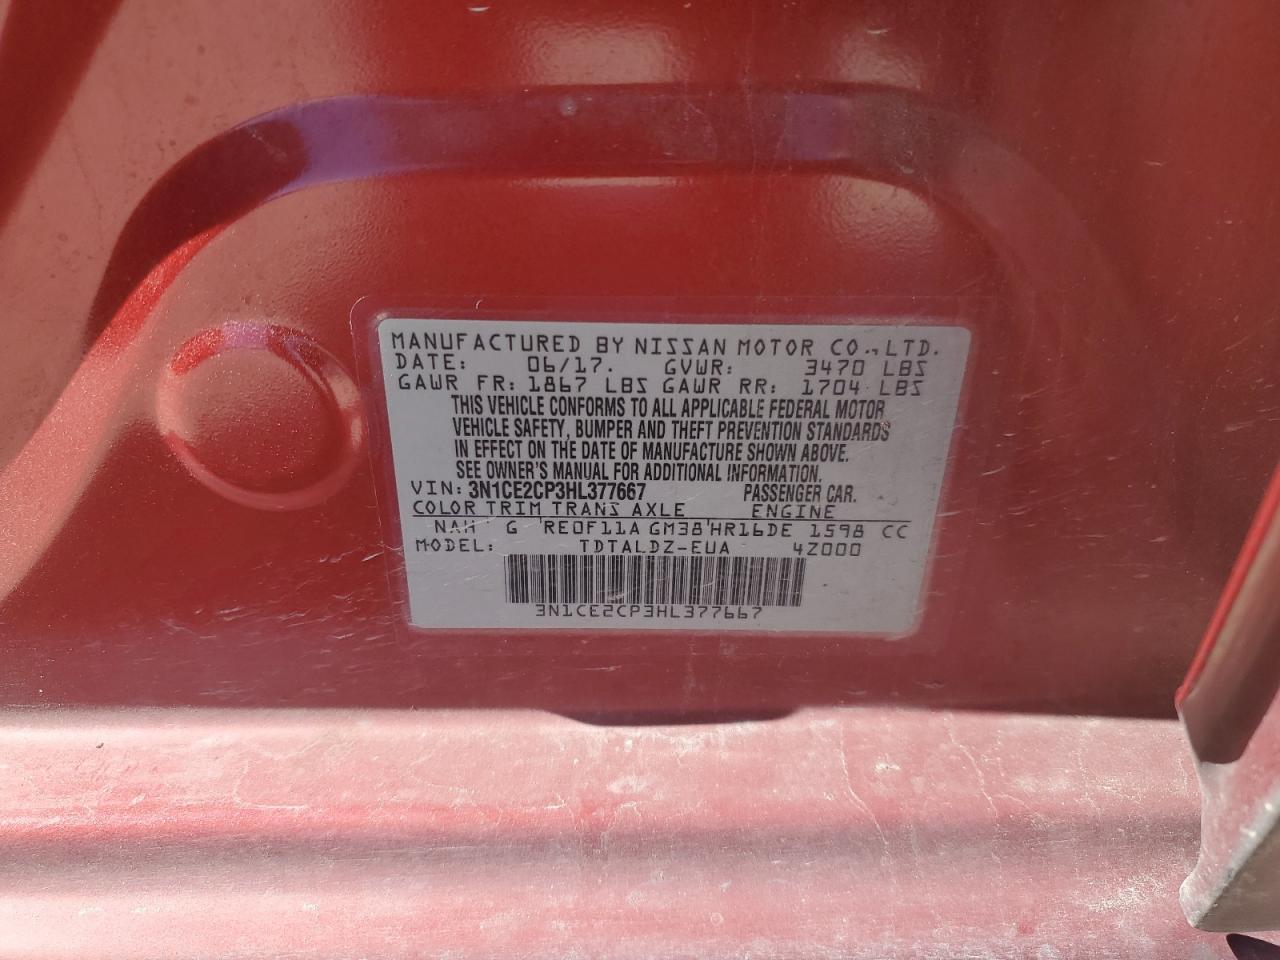 MANUFACTURED BY NISSAN MOTOR CO.,LTD.
DATE: 06/17. GVWR: 3470 LBS
GAWR FR: 1867 LBS GAWR RR: 1704 LBS
THIS VEHICLE CONFORMS TO ALL APPLICABLE FEDERAL MOTOR
VEHICLE SAFETY, BUMPER AND THEFT PREVENTION STANDARDS
IN EFFECT ON THE DATE OF MANUFACTURE SHOWN ABOVE.
SEE OWNER'S MANUAL FOR ADDITIONAL INFORMATION.
VIN: 3N1CE2CP3HL377667 PASSENGER CAR.
COLOR TRIM TRANS AXLE ENGINE
NAH G RE0F11A GM38 HR16DE 1598 CC
MODEL: TDTALDZ-EUA 4Z000
3N1CE2CP3HL377667